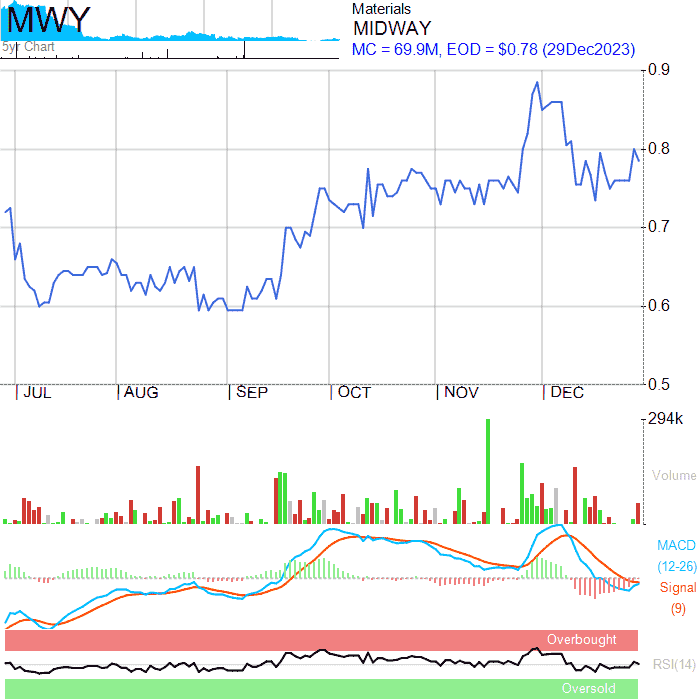 MWY
5yr Chart
Materials
MIDWAY
MC = 69.9M, EOD = $0.78 (29Dec2023)
0.9
0.8
0.7
0.6
0.5
JUL AUG SEP OCT NOV DEC
294k
Volume
MACD
(12-26)
Signal
(9)
Overbought
RSI(14)
Oversold